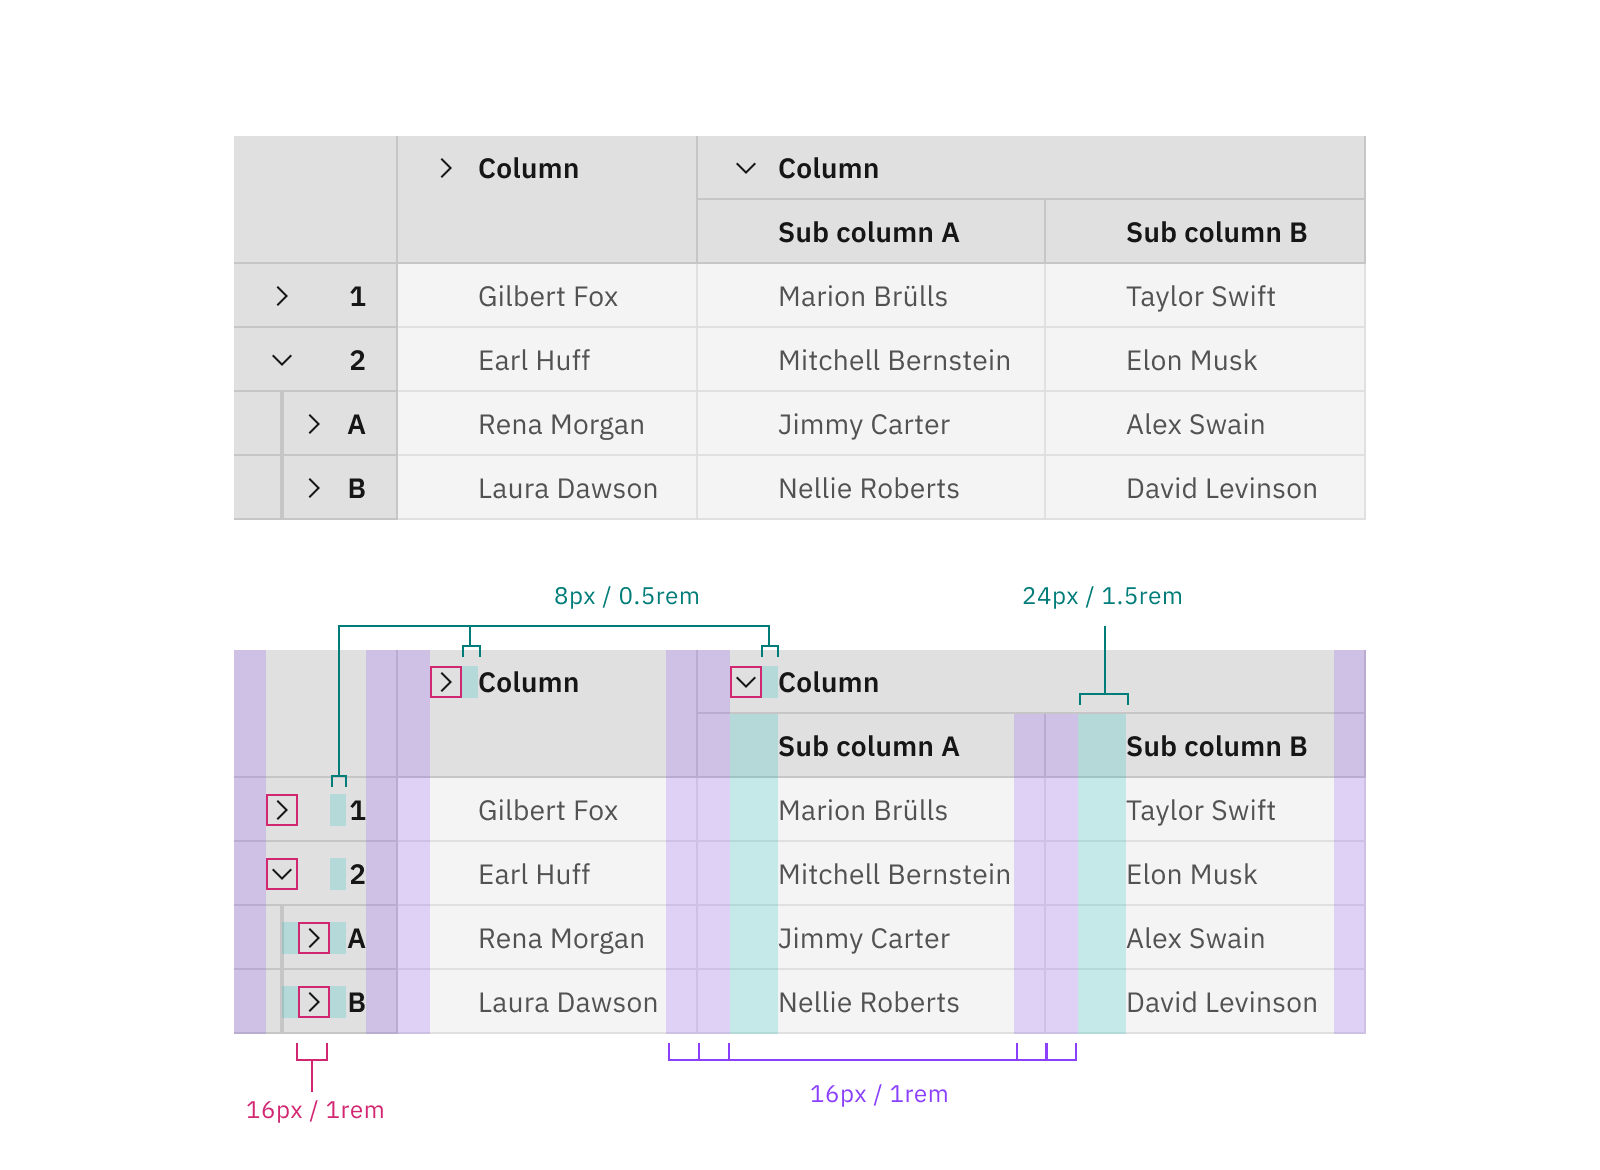 Column Column
Sub column A Sub column B
1 Gilbert Fox Marion Brülls Taylor Swift
2 Earl Huff Mitchell Bernstein Elon Musk
A Rena Morgan Jimmy Carter Alex Swain
B Laura Dawson Nellie Roberts David Levinson
8px / 0.5rem 24px / 1.5rem
Column Column
Sub column A Sub column B
1 Gilbert Fox Marion Brülls Taylor Swift
2 Earl Huff Mitchell Bernstein Elon Musk
A Rena Morgan Jimmy Carter Alex Swain
B Laura Dawson Nellie Roberts David Levinson
16px / 1rem
16px / 1rem